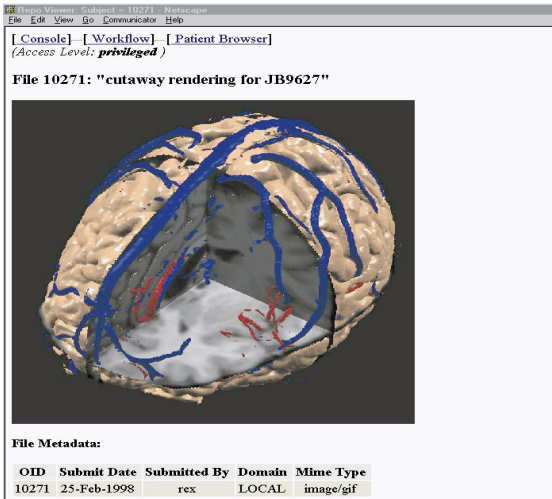 Repo Viewer: Subject = 10271 - Netscape
File Edit View Go Communicator Help
[ Console]—[ Workflow]—[ Patient Browser]
(Access Level: privileged )
File 10271: "cutaway rendering for JB9627"
File Metadata:
OID Submit Date Submitted By Domain Mime Type
10271 25-Feb-1998 rex LOCAL image/gif